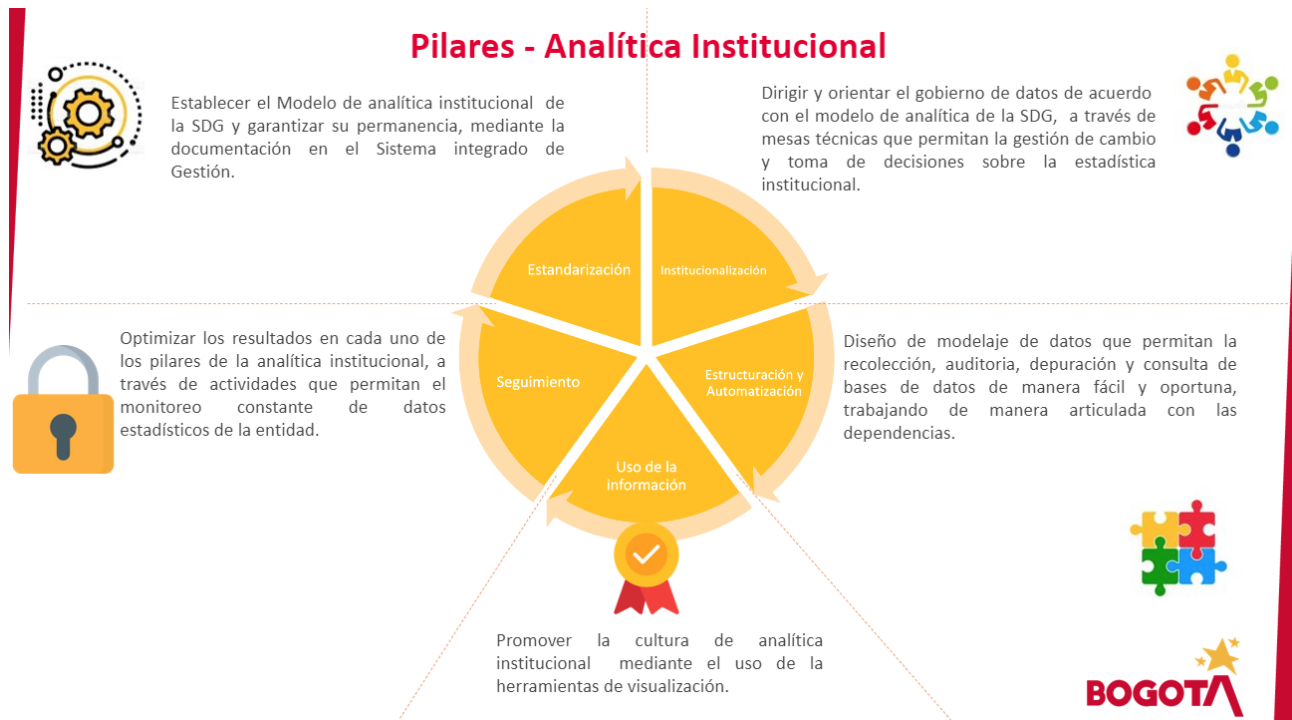 Pilares - Analítica Institucional
Establecer el Modelo de analítica institucional de
la SDG y garantizar su permanencia, mediante la
documentación en el Sistema integrado de
Gestión.
Dirigir y orientar el gobierno de datos de acuerdo
con el modelo de analítica de la SDG, a través de
mesas técnicas que permitan la gestión de cambio
y toma de decisiones sobre la estadística
institucional.
Estandarización
Institucionalización
Optimizar los resultados en cada uno de
los pilares de la analítica institucional, a
través de actividades que permitan el
monitoreo constante de datos
estadísticos de la entidad.
Seguimiento
Estructuración y
Automatización
Diseño de modelaje de datos que permitan la
recolección, auditoria, depuración y consulta de
bases de datos de manera fácil y oportuna,
trabajando de manera articulada con las
dependencias.
Uso de la
información
Promover la cultura de analítica
institucional mediante el uso de la
herramientas de visualización.
BOGOTÁ